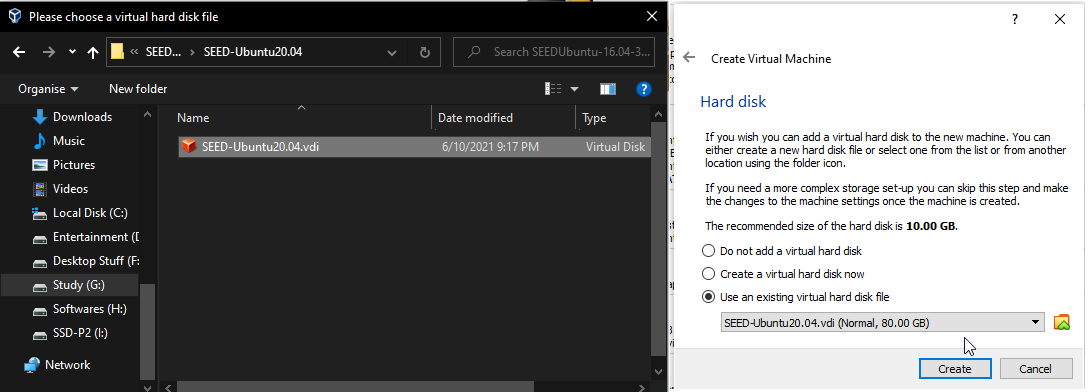 Please choose a virtual hard disk file
« SEED... > SEED-Ubuntu20.04
Search SEEDUbuntu-16.04-3...
Organise
New folder
Name
Date modified
Type
SEED-Ubuntu20.04.vdi
6/10/2021 9:17 PM
Virtual Disk
Downloads
Music
Pictures
Videos
Local Disk (C:)
Entertainment (D
Desktop Stuff (F:
Study (G:)
Softwares (H:)
SSD-P2 (I:)
Network
?
Create Virtual Machine
Hard disk
If you wish you can add a virtual hard disk to the new machine. You can
either create a new hard disk file or select one from the list or from another
location using the folder icon.
If you need a more complex storage set-up you can skip this step and make
the changes to the machine settings once the machine is created.
The recommended size of the hard disk is 10.00 GB.
Do not add a virtual hard disk
Create a virtual hard disk now
Use an existing virtual hard disk file
SEED-Ubuntu20.04.vdi (Normal, 80.00 GB)
Create
Cancel